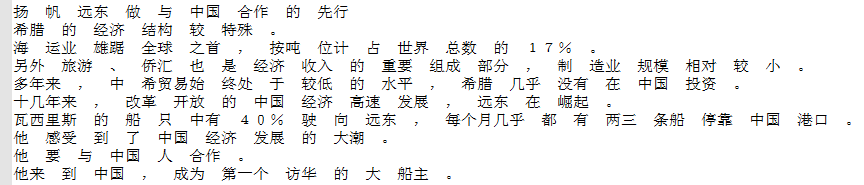 扬 帆 远东 做 与 中国 合作 的 先行
希腊 的 经济 结构 较 特殊 。
海 运业 雄踞 全球 之首 , 按吨 位计 占 世界 总数 的 17% 。
另外 旅游 、 侨汇 也 是 经济 收入 的 重要 组成 部分 , 制 造业 规模 相对 较 小 。
多年来 , 中 希贸易始 终处 于 较低 的 水平 , 希腊 几乎 没有 在 中国 投资 。
十几年来 , 改革 开放 的 中国 经济 高速 发展 , 远东 在 崛起 。
瓦西里斯 的 船 只 中有 40% 驶 向 远东 , 每个月几乎 都 有 两三 条船 停靠 中国 港口 。
他 感受 到 了 中国 经济 发展 的 大潮 。
他 要 与 中国 人 合作 。
他来 到 中国 , 成为 第一个 访华 的 大 船主 。